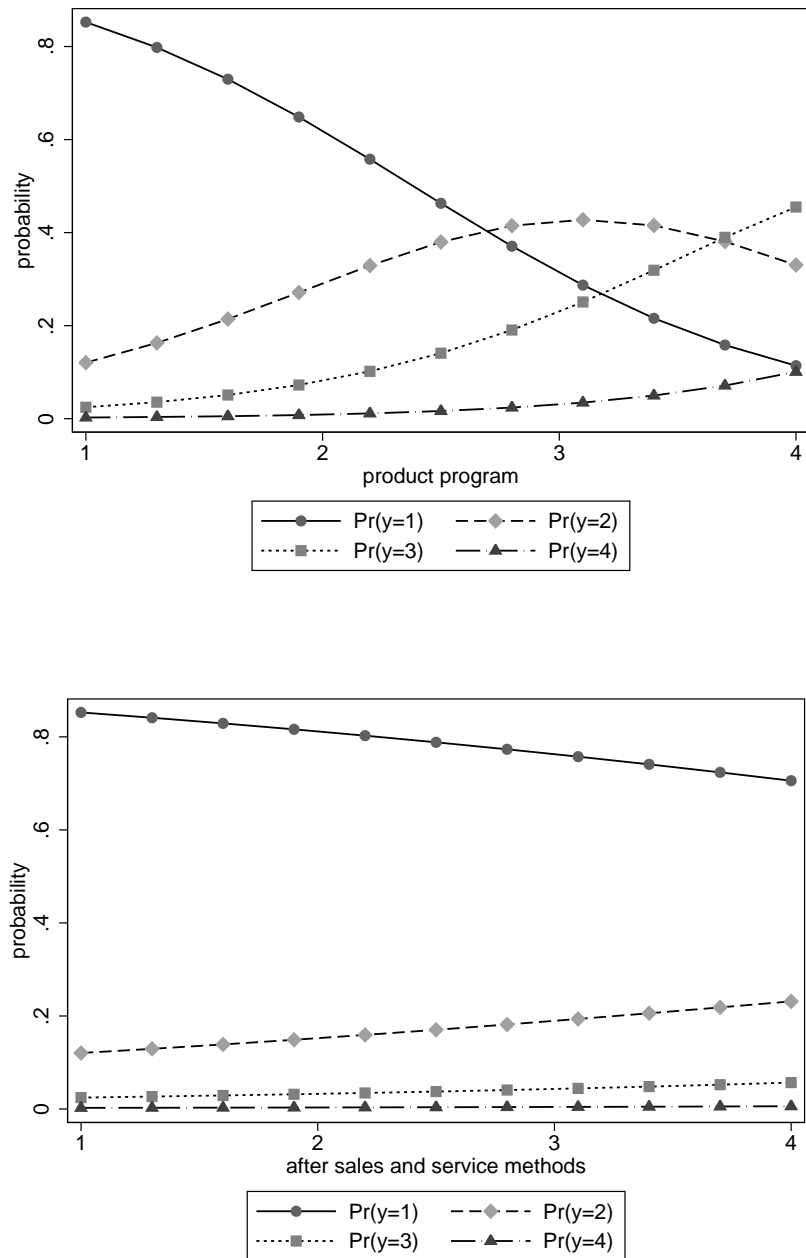 .8
.6
.4
.2
0
probability
1 2 3 4
product program
Pr(y=1) Pr(y=2)
Pr(y=3) Pr(y=4)
.8
.6
.4
.2
0
probability
1 2 3 4
after sales and service methods
Pr(y=1) Pr(y=2)
Pr(y=3) Pr(y=4)